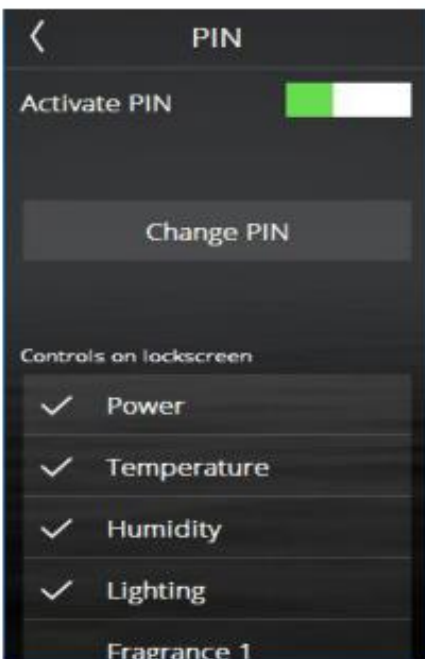 PIN
Activate PIN
Change PIN
Controls on lockscreen
Power
Temperature
Humidity
Lighting
Fragrance 1